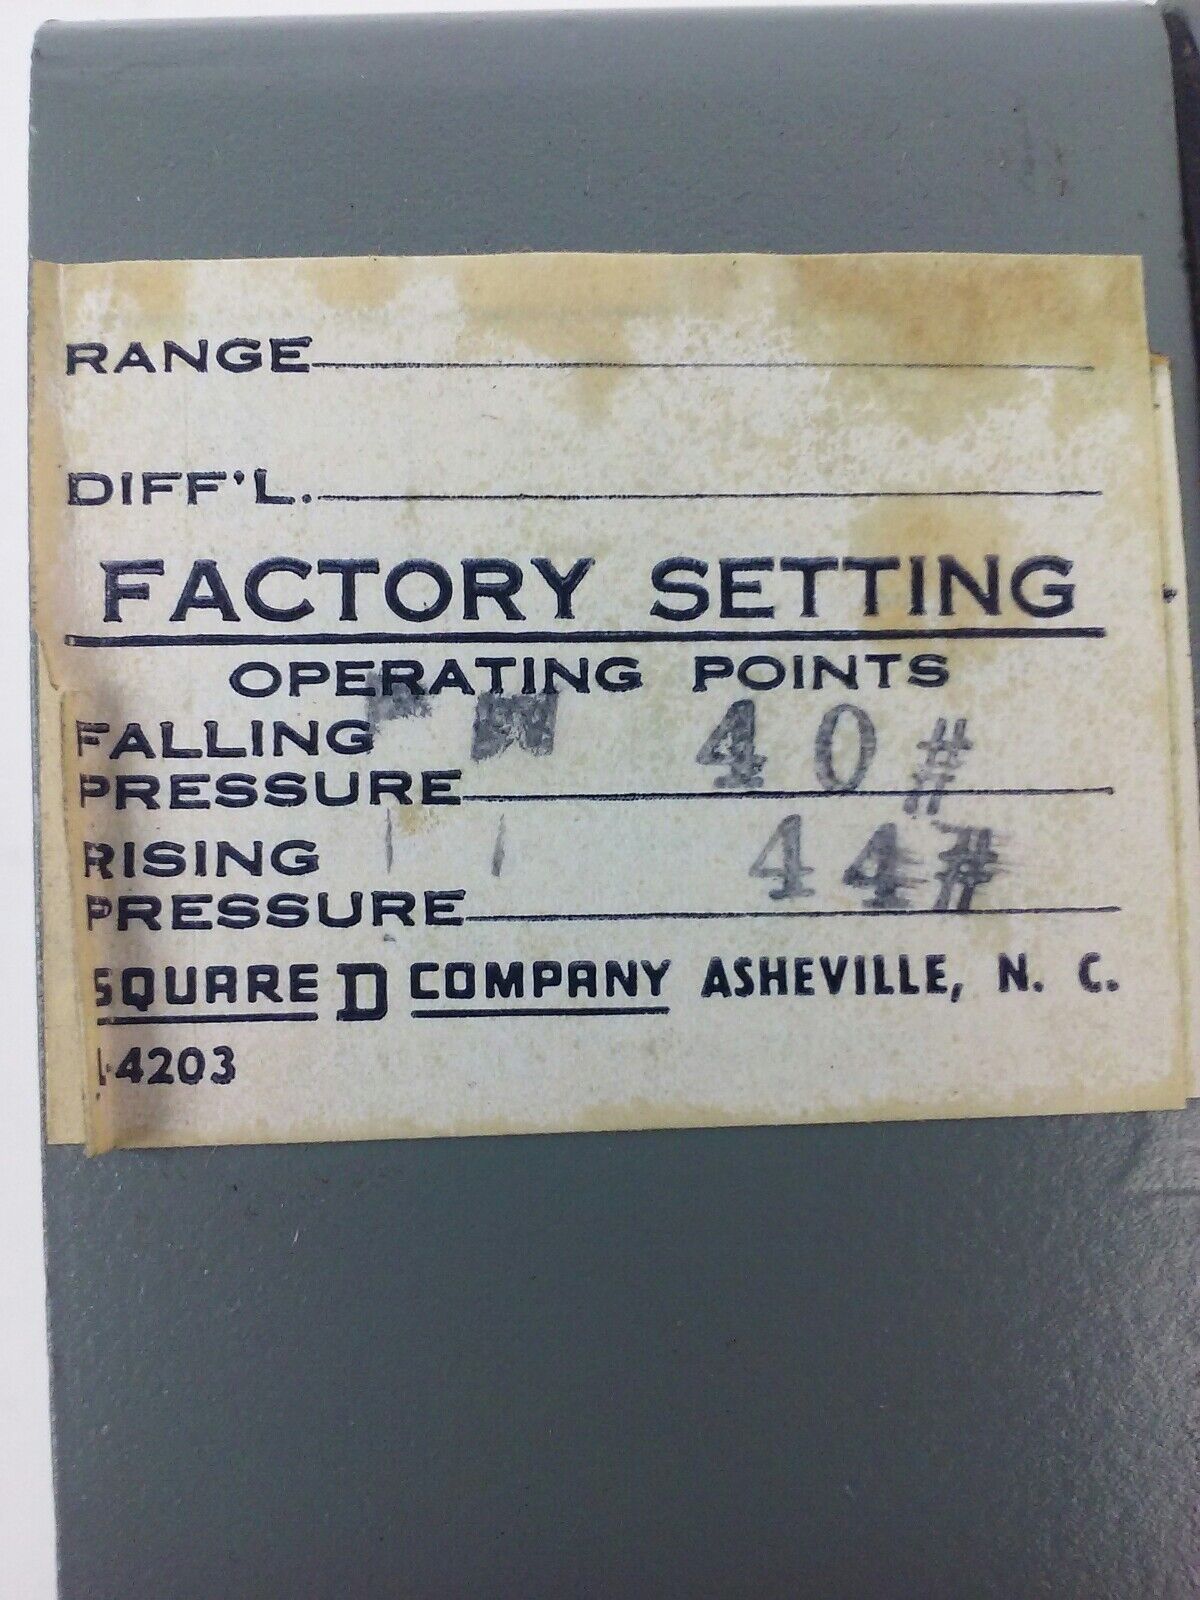 RANGE
DIFF'L.
FACTORY SETTING
OPERATING POINTS
FALLING
PRESSURE 40#
RISING
PRESSURE 44#
SQUARE D COMPANY ASHEVILLE, N. C.
4203